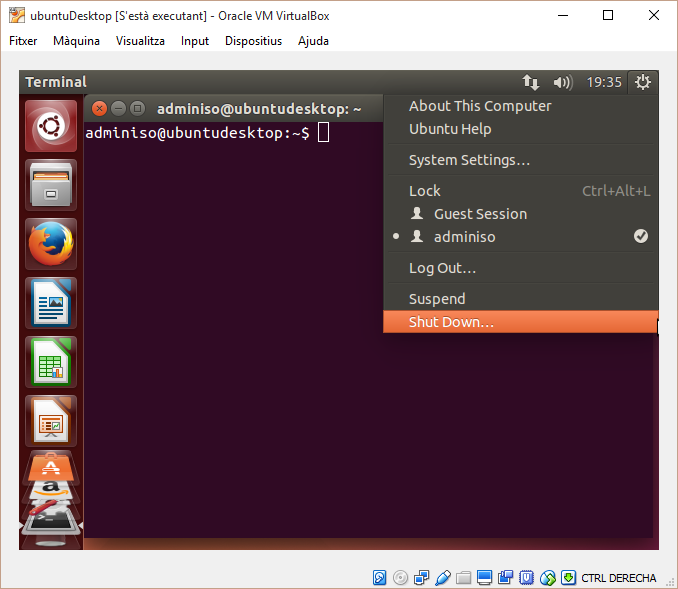 ubuntuDesktop [S'està executant] - Oracle VM VirtualBox
Fitxer Màquina Visualitza Input Dispositius Ajuda
Terminal 19:35
adminiso@ubuntudesktop: ~
adminiso@ubuntudesktop:~$
About This Computer
Ubuntu Help
System Settings…
Lock Ctrl+Alt+L
Guest Session
adminiso
Log Out…
Suspend
Shut Down…
CTRL DERECHA